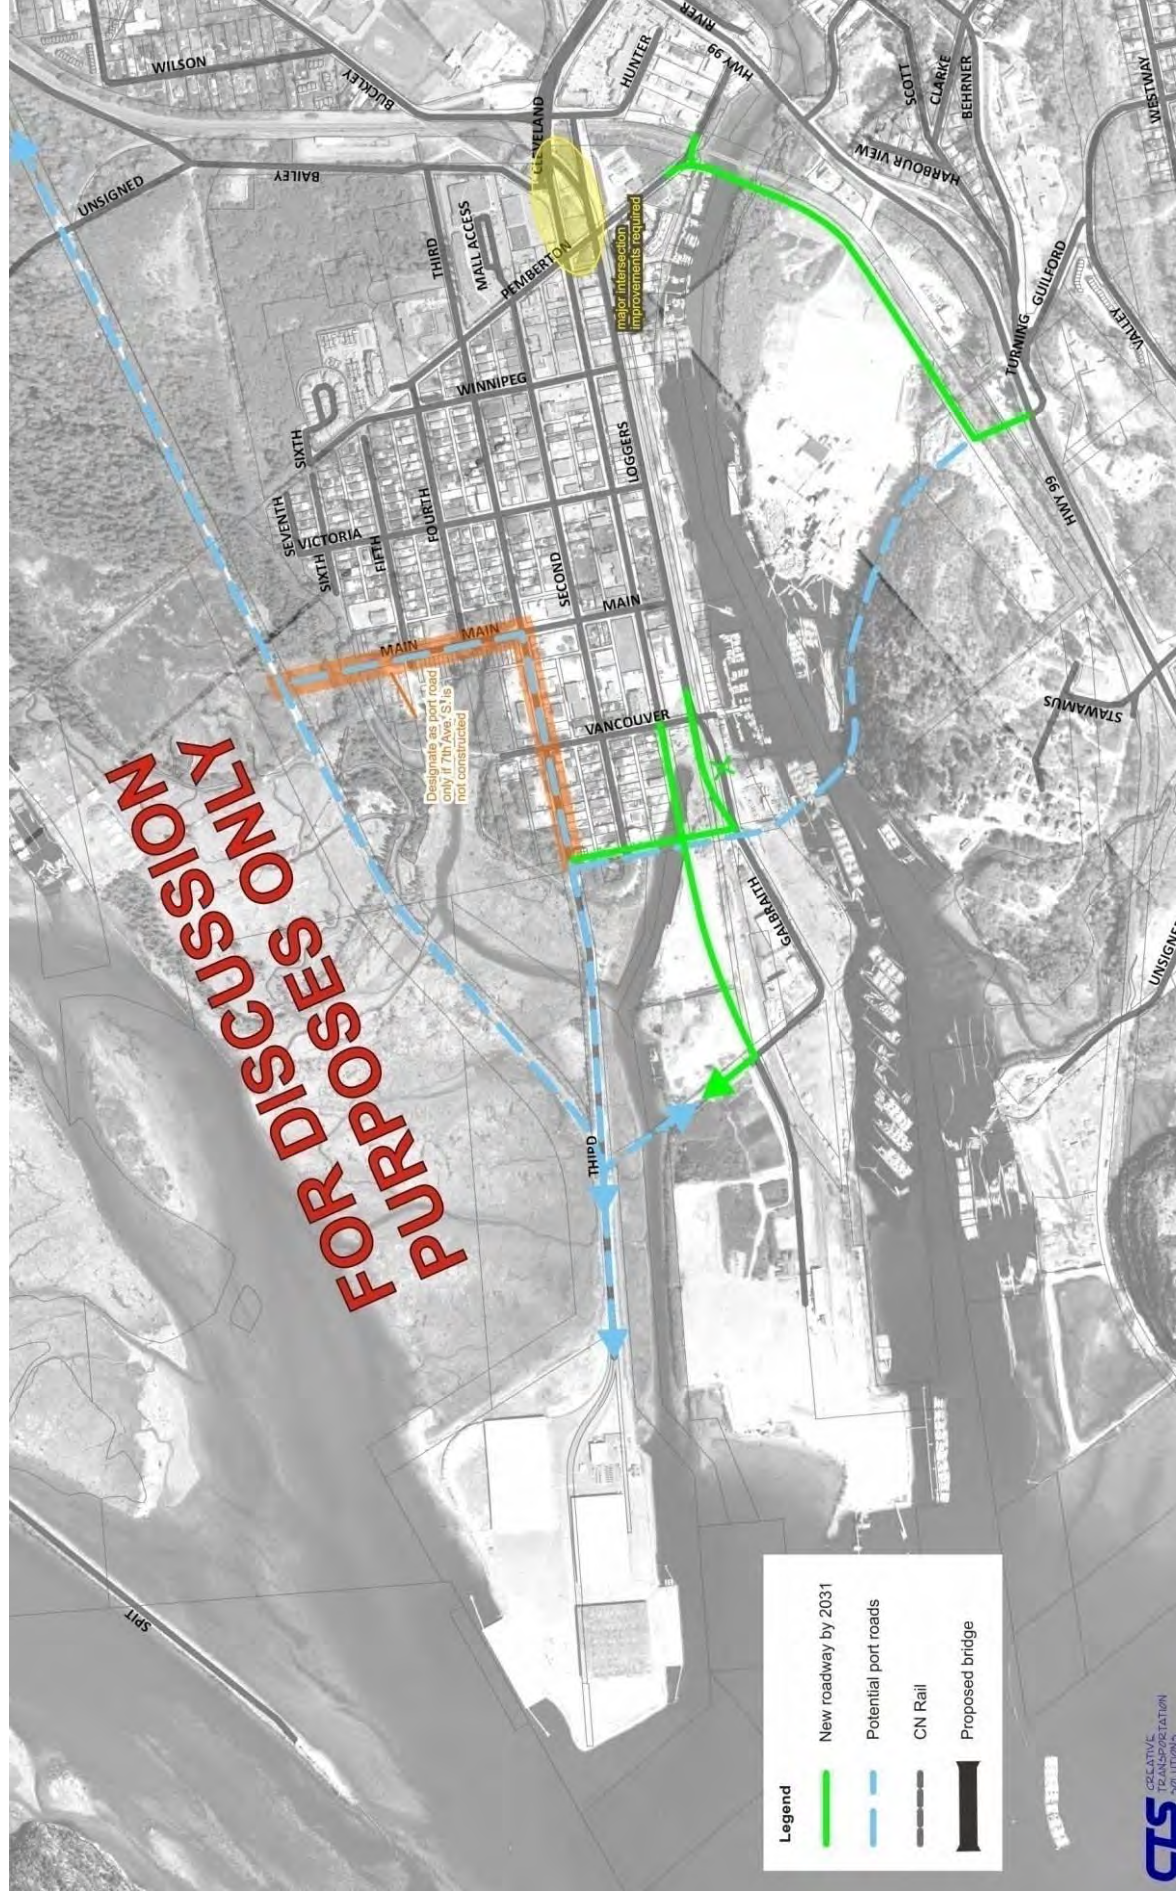 WILSON
BUCKLEY
UNSIGNED
BAILEY
CLEVELAND
HUNTER
RIVER
HWY 99
SCOTT
CLARKE
BEHRNER
WESTWAY
HARBOUR VIEW
THIRD
MALL ACCESS
PEMBERTON
major intersection
improvements required
TURNING
GUILFORD
VALLEY
WINNIPEG
SIXTH
LOGGERS
HWY 99
SEVENTH
VICTORIA
SIXTH
FIFTH
FOURTH
SECOND
MAIN
MAIN
MAIN
Designate as port road
only if 7th Ave. S. is
not constructed
VANCOUVER
STAWAMUS
GALBRAITH
UNSIGNE
THIRD
FOR DISCUSSION
PURPOSES ONLY
SPIT
Legend
New roadway by 2031
Potential port roads
CN Rail
Proposed bridge
CTS CREATIVE
TRANSPORTATION
SOLUTIONS